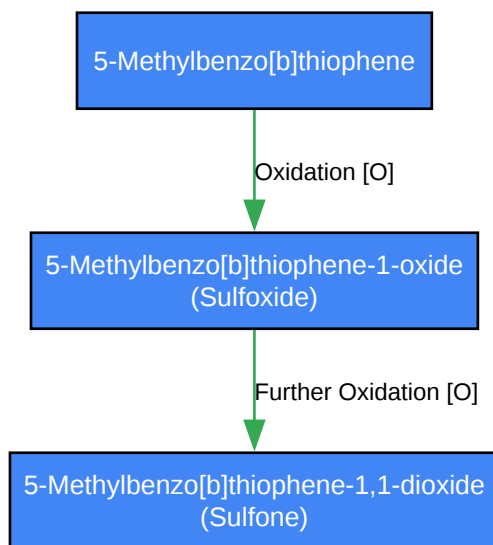 5-Methylbenzo[b]thiophene
Oxidation [O]
5-Methylbenzo[b]thiophene-1-oxide
(Sulfoxide)
Further Oxidation [O]
5-Methylbenzo[b]thiophene-1,1-dioxide
(Sulfone)